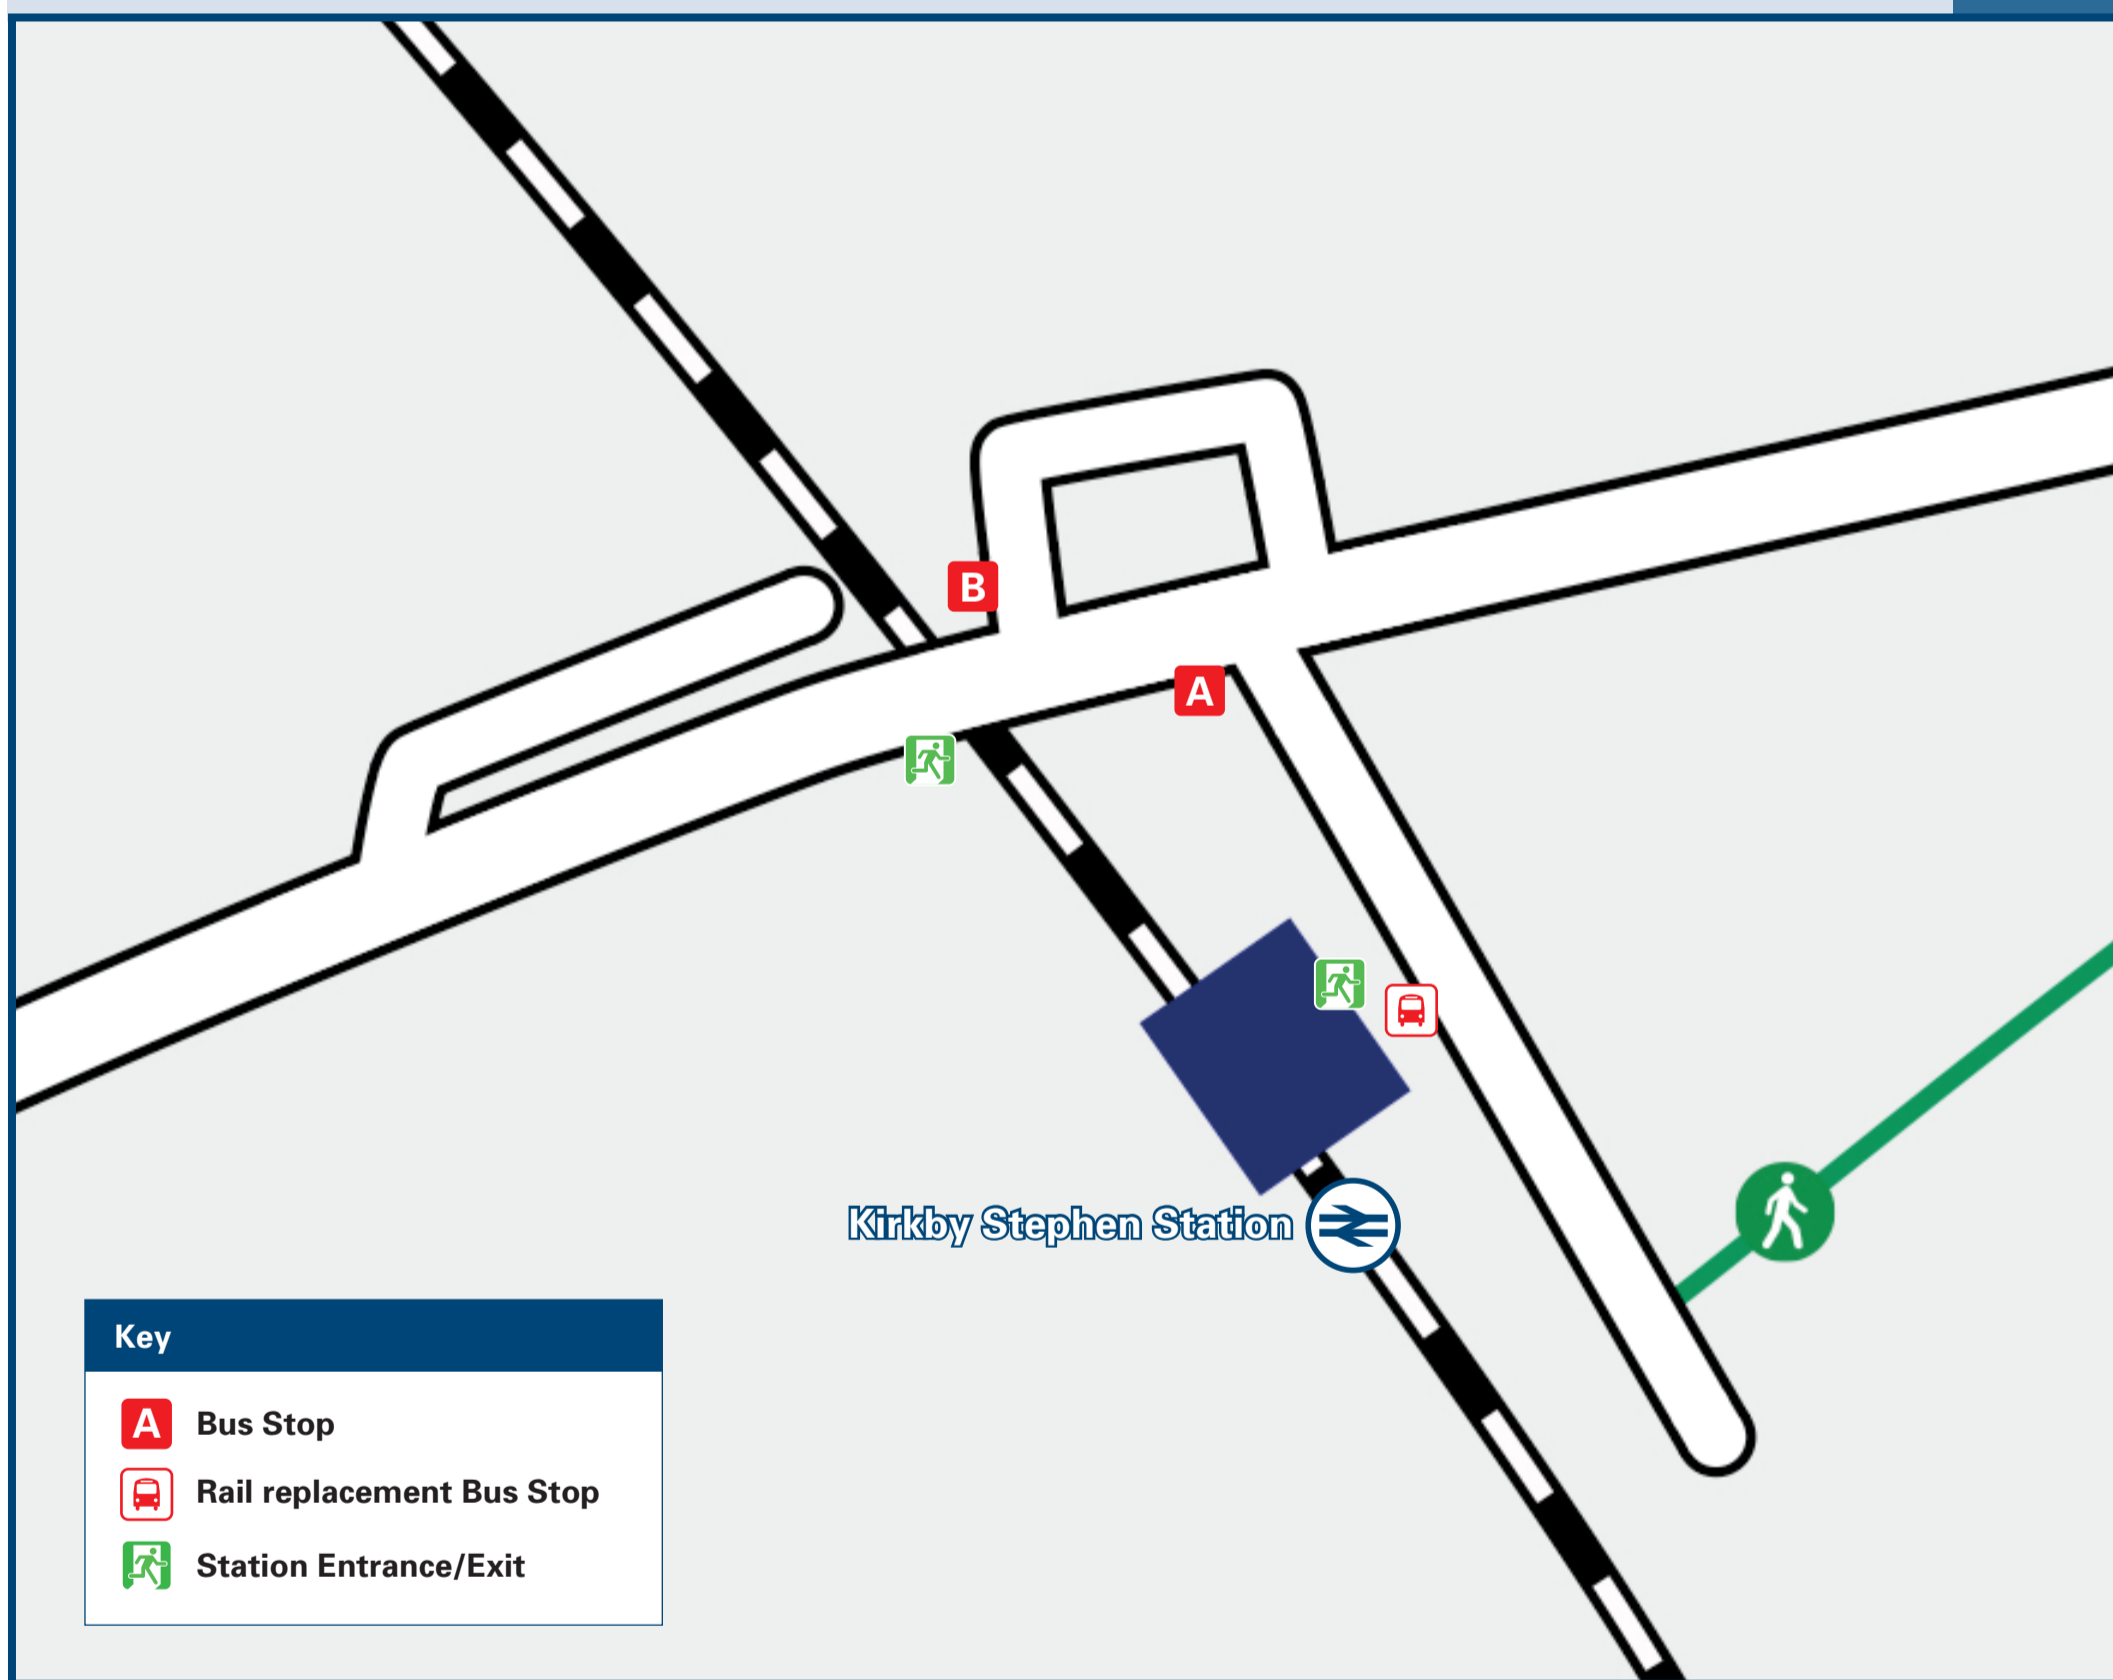 B
A
Kirkby Stephen Station
Key
A Bus Stop
Rail replacement Bus Stop
Station Entrance/Exit